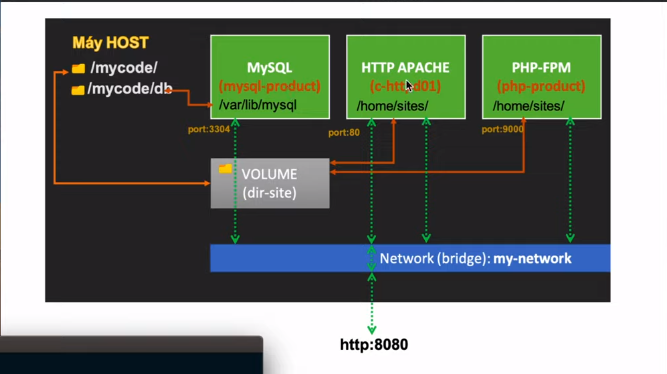 Máy HOST
/mycode/
/mycode/db
MySQL
(mysql-product)
/var/lib/mysql
port:3304
HTTP APACHE
(c-httpd01)
/home/sites/
port:80
PHP-FPM
(php-product)
/home/sites/
port:9000
VOLUME
(dir-site)
Network (bridge): my-network
http:8080